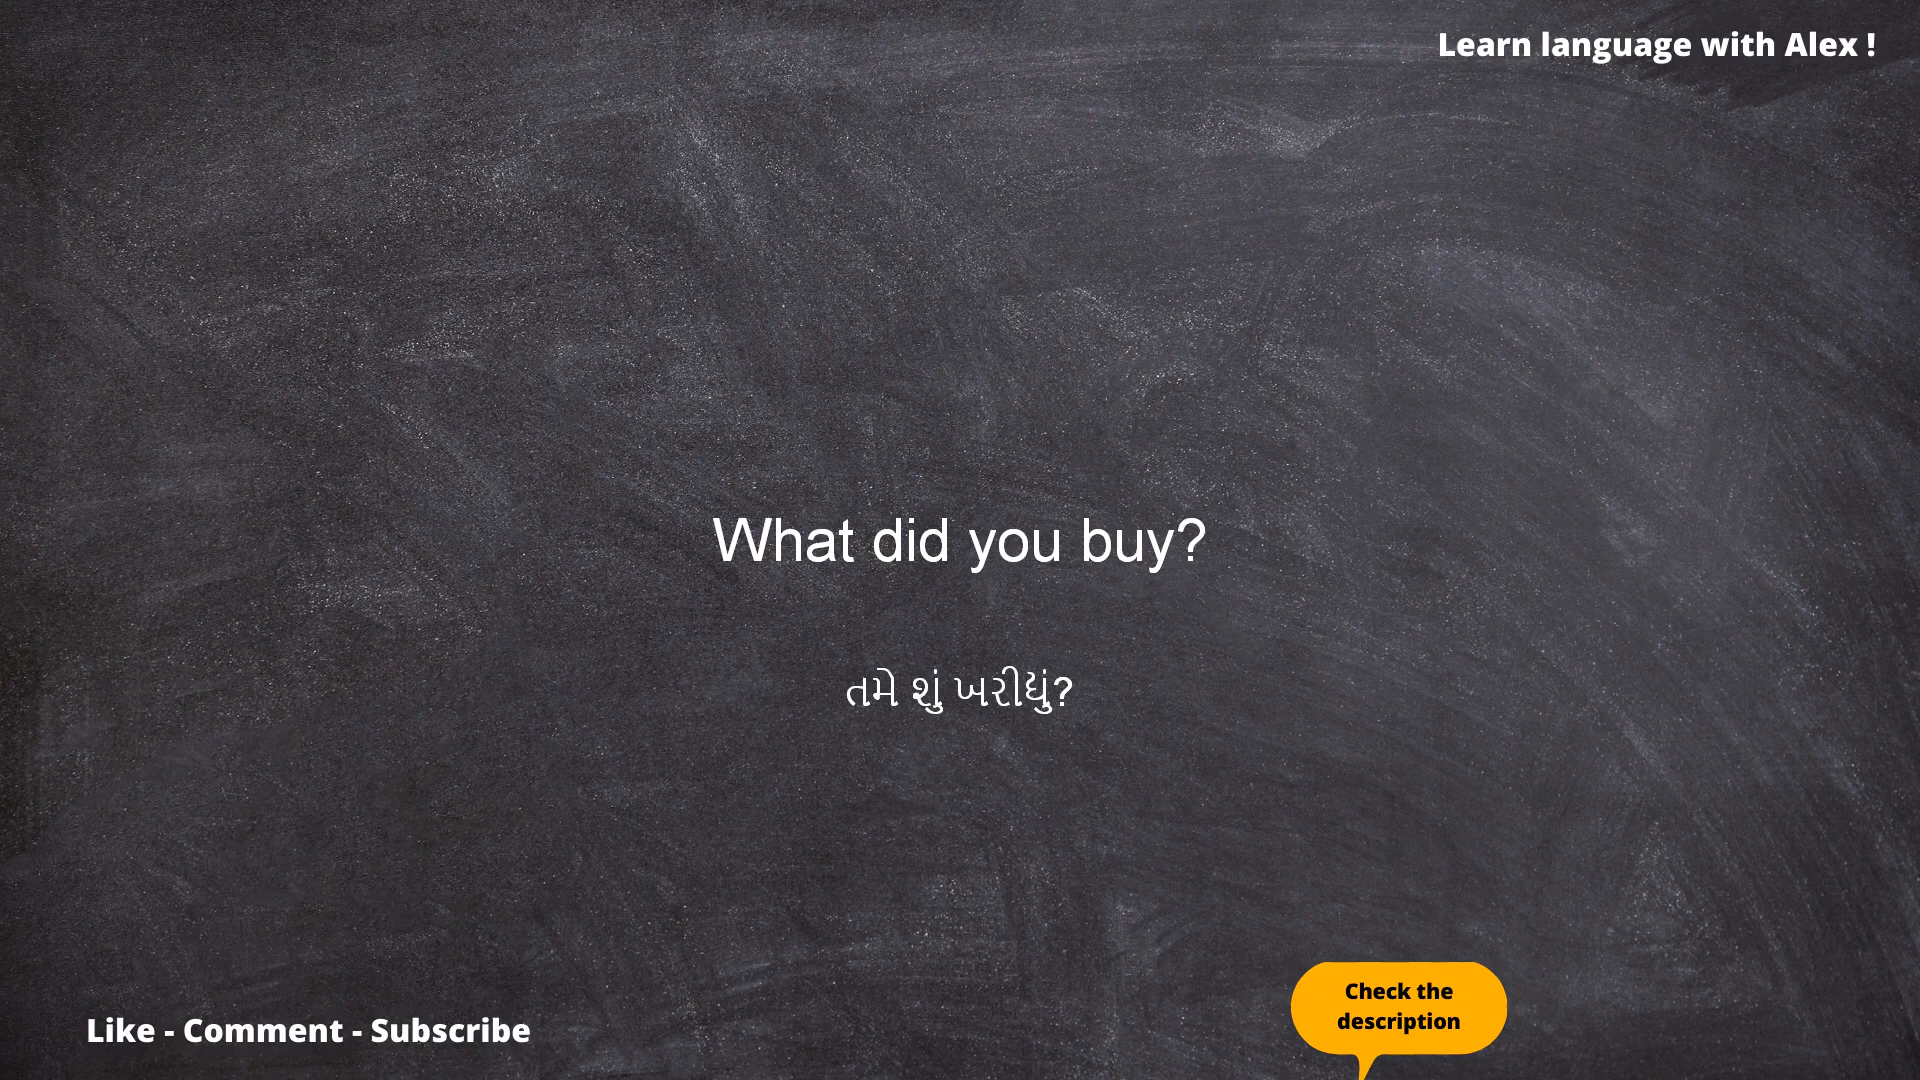 Learn language with Alex !
What did you buy?
તમે શું ખરીદ્યું?
Check the
description
Like - Comment - Subscribe